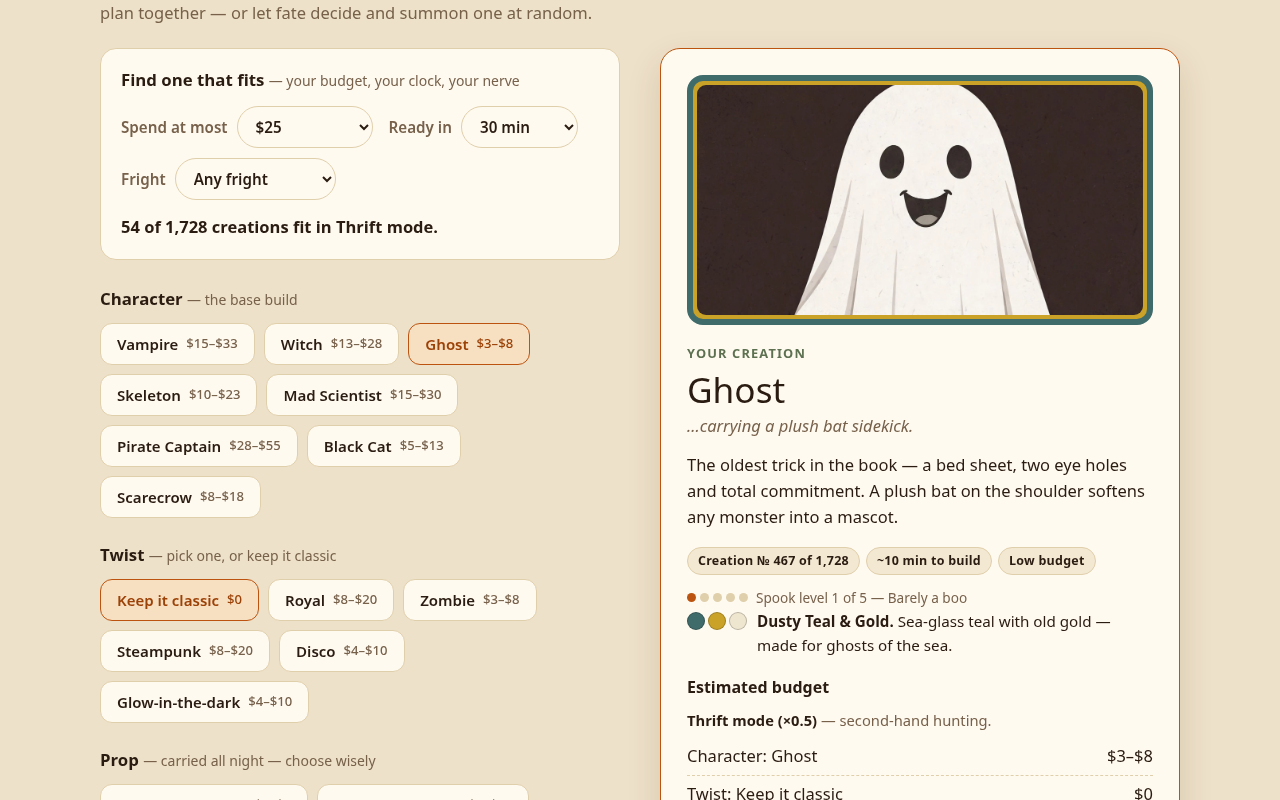 plan together — or let fate decide and summon one at random.
Find one that fits — your budget, your clock, your nerve
Spend at most $25 Ready in 30 min
Fright Any fright
54 of 1,728 creations fit in Thrift mode.
Character — the base build
Vampire $15–$33 Witch $13–$28 Ghost $3–$8
Skeleton $10–$23 Mad Scientist $15–$30
Pirate Captain $28–$55 Black Cat $5–$13
Scarecrow $8–$18
Twist — pick one, or keep it classic
Keep it classic $0 Royal $8–$20 Zombie $3–$8
Steampunk $8–$20 Disco $4–$10
Glow-in-the-dark $4–$10
Prop — carried all night — choose wisely
YOUR CREATION
Ghost
...carrying a plush bat sidekick.
The oldest trick in the book — a bed sheet, two eye holes
and total commitment. A plush bat on the shoulder softens
any monster into a mascot.
Creation № 467 of 1,728 ~10 min to build Low budget
Spook level 1 of 5 — Barely a boo
Dusty Teal & Gold. Sea-glass teal with old gold —
made for ghosts of the sea.
Estimated budget
Thrift mode (×0.5) — second-hand hunting.
Character: Ghost $3–$8
Twist: Keep it classic $0